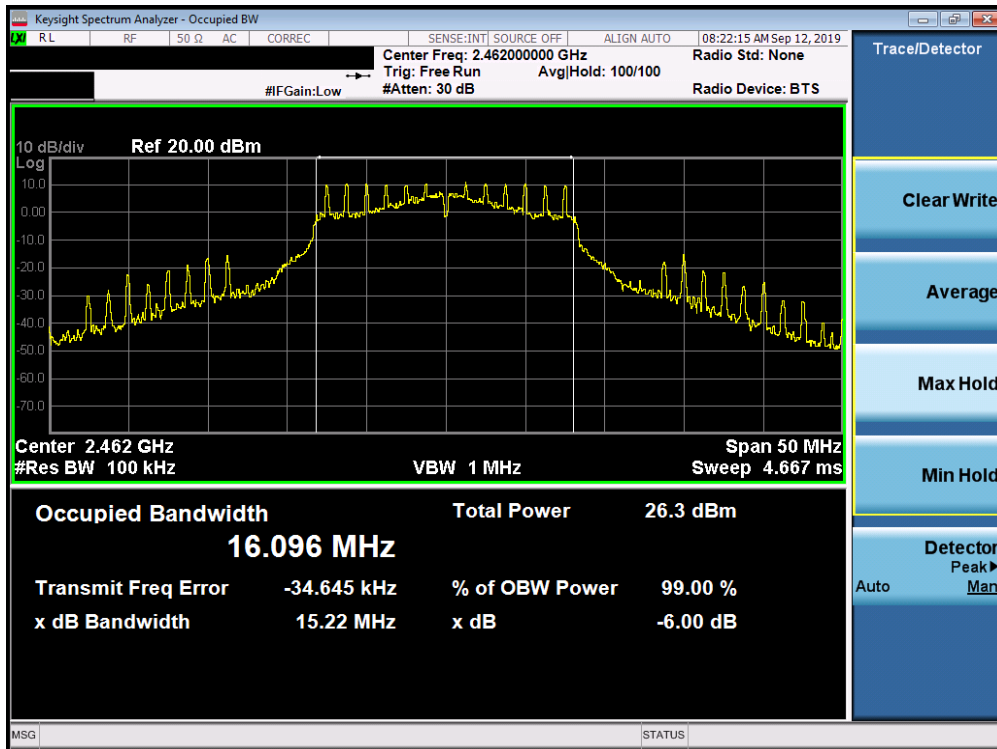 Keysight Spectrum Analyzer - Occupied BW
LXI RL RF 50 Ω AC CORREC SENSE:INT SOURCE OFF ALIGN AUTO 08:22:15 AM Sep 12, 2019
Center Freq: 2.462000000 GHz Radio Std: None
Trig: Free Run Avg|Hold: 100/100
#IFGain:Low #Atten: 30 dB Radio Device: BTS
Trace/Detector
10 dB/div Ref 20.00 dBm
Log
10.0
0.00
-10.0
-20.0
-30.0
-40.0
-50.0
-60.0
-70.0
Center 2.462 GHz Span 50 MHz
#Res BW 100 kHz VBW 1 MHz Sweep 4.667 ms
Occupied Bandwidth Total Power 26.3 dBm
16.096 MHz
Transmit Freq Error -34.645 kHz % of OBW Power 99.00 %
x dB Bandwidth 15.22 MHz x dB -6.00 dB
Clear Write
Average
Max Hold
Min Hold
Detector
Peak▶
Auto Man
MSG STATUS